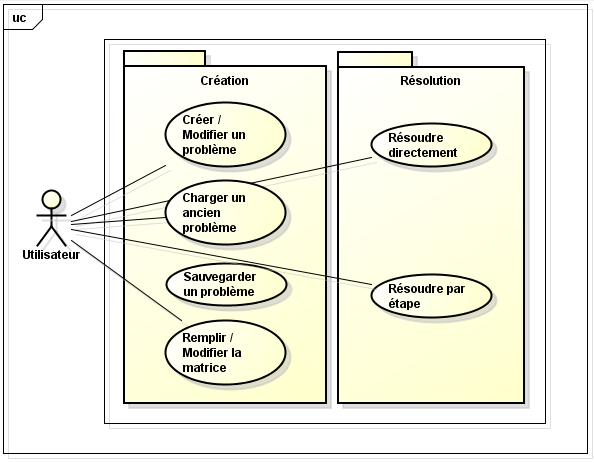 uc
Création
Créer /
Modifier un
problème
Charger un
ancien
problème
Sauvegarder
un problème
Remplir /
Modifier la
matrice
Résolution
Résoudre
directement
Résoudre par
étape
Utilisateur